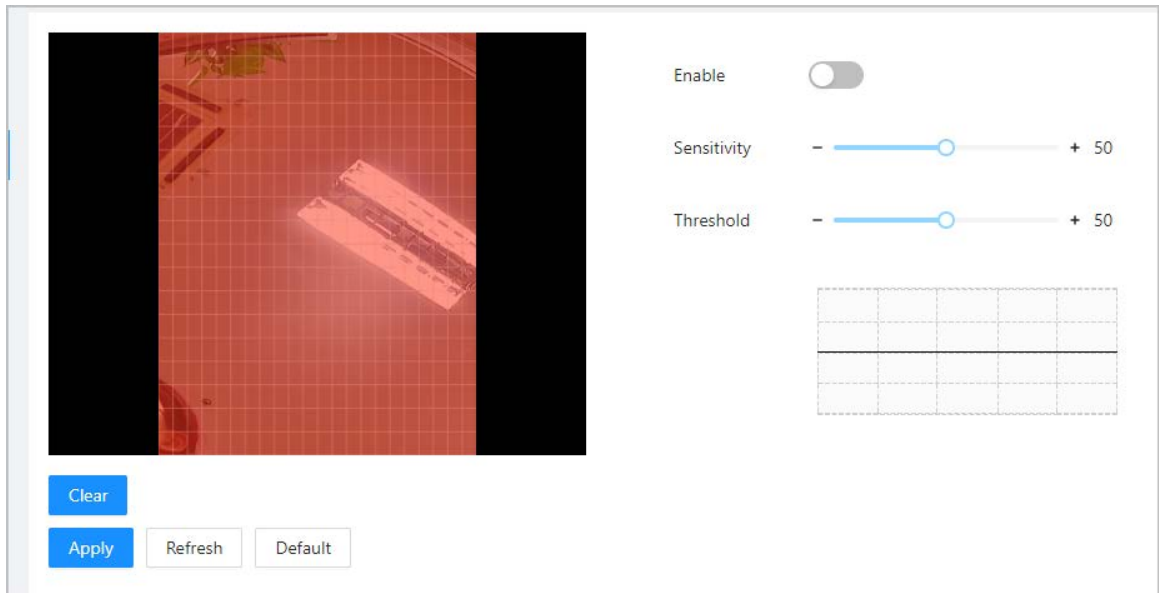 Enable
Sensitivity - + 50
Threshold - + 50
Clear
Apply Refresh Default